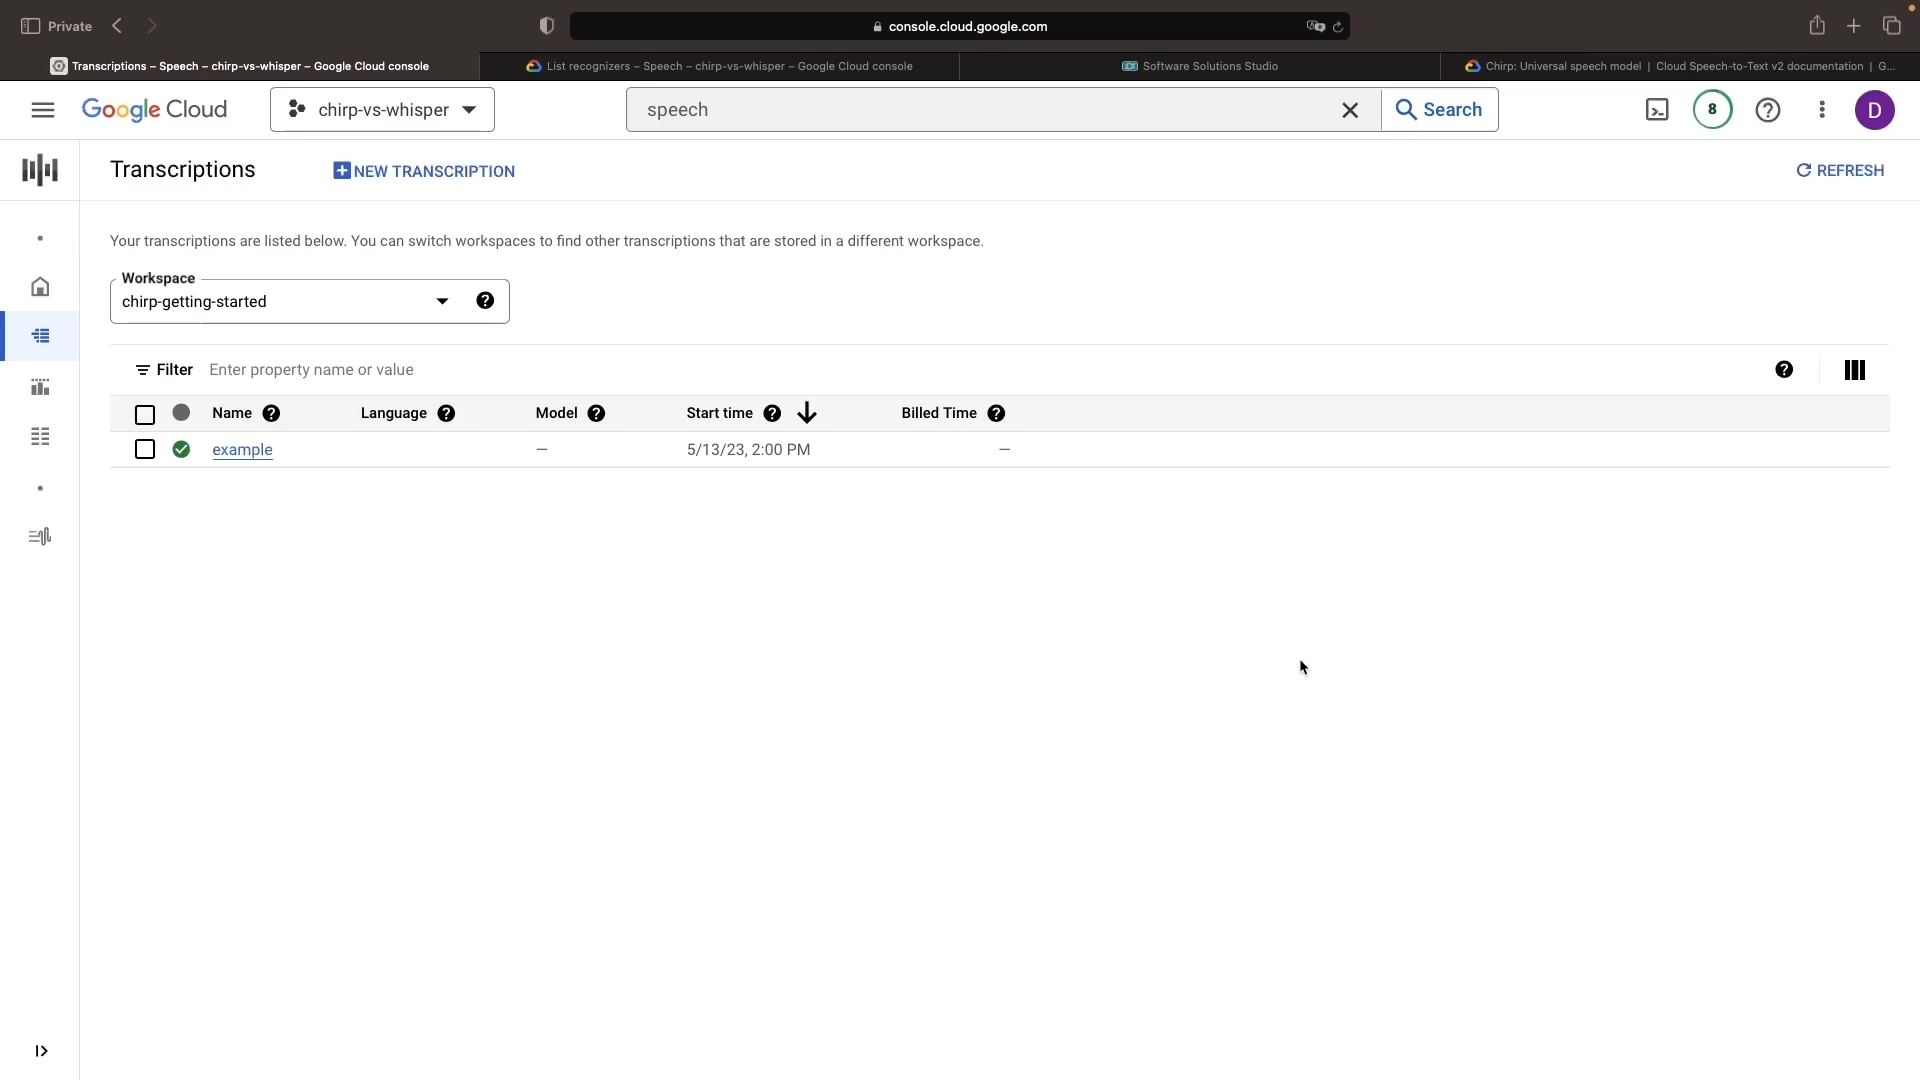 Private
console.cloud.google.com
Transcriptions – Speech – chirp-vs-whisper – Google Cloud console
List recognizers – Speech – chirp-vs-whisper – Google Cloud console
Software Solutions Studio
Chirp: Universal speech model | Cloud Speech-to-Text v2 documentation | G...
Google Cloud
chirp-vs-whisper
speech
Search
8
D
Transcriptions
NEW TRANSCRIPTION
REFRESH
Your transcriptions are listed below. You can switch workspaces to find other transcriptions that are stored in a different workspace.
Workspace
chirp-getting-started
Filter Enter property name or value
Name Language Model Start time Billed Time
example — 5/13/23, 2:00 PM —